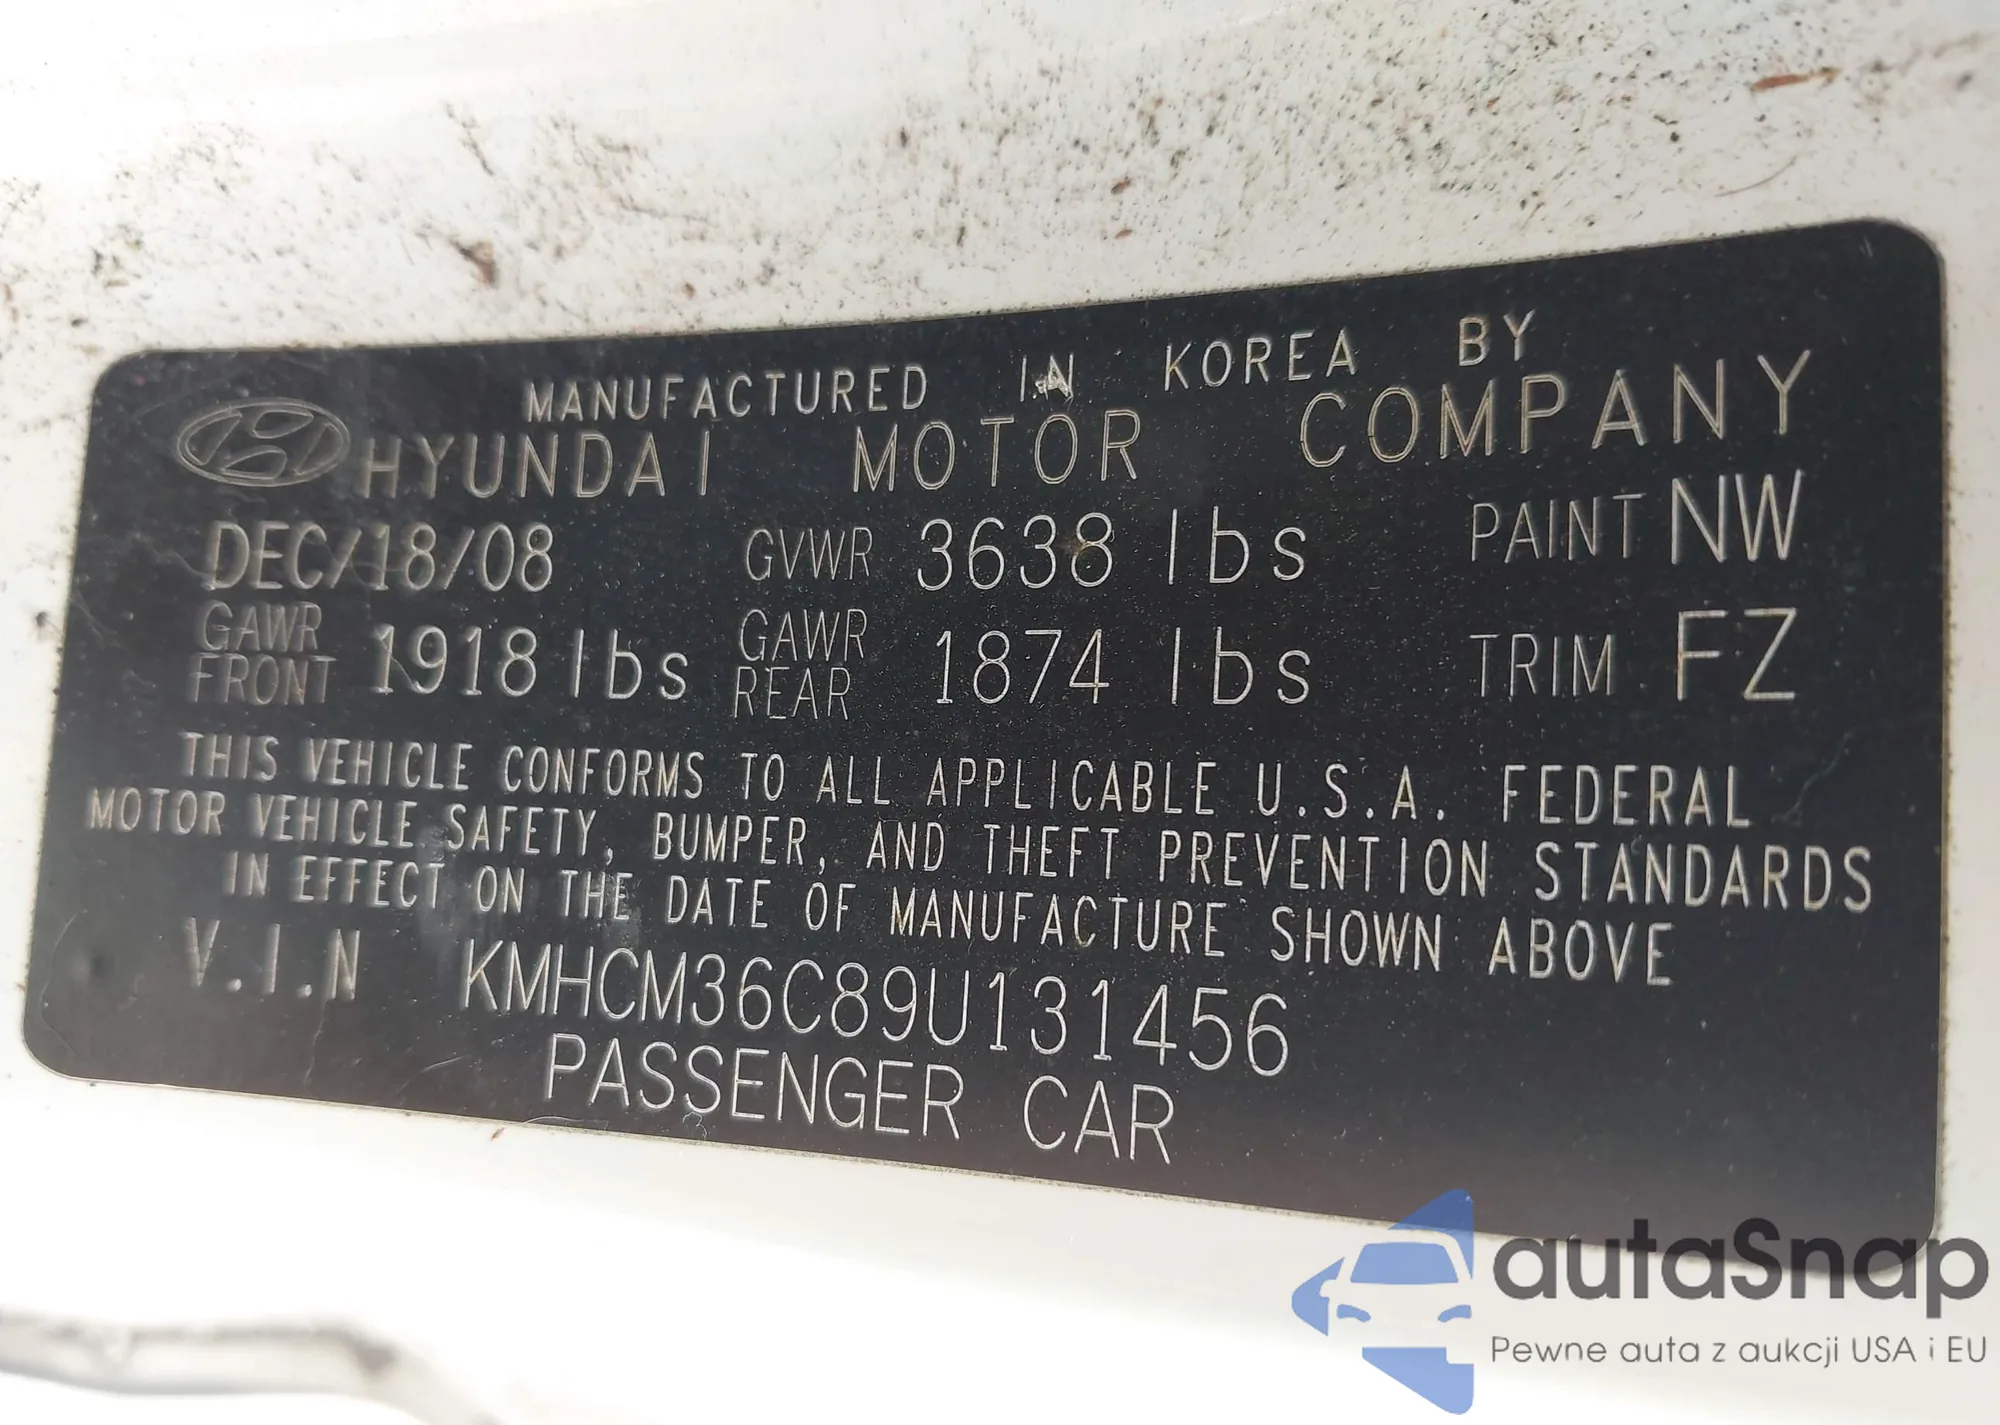 MANUFACTURED IN KOREA BY
HYUNDAI MOTOR COMPANY
DEC/18/08 GVWR 3638 lbs PAINT NW
GAWR FRONT 1918 lbs GAWR REAR 1874 lbs TRIM FZ
THIS VEHICLE CONFORMS TO ALL APPLICABLE U.S.A. FEDERAL
MOTOR VEHICLE SAFETY, BUMPER, AND THEFT PREVENTION STANDARDS
IN EFFECT ON THE DATE OF MANUFACTURE SHOWN ABOVE
V.I.N KMHCM36C89U131456
PASSENGER CAR
autaSnap
Pewne auta z aukcji USA i EU